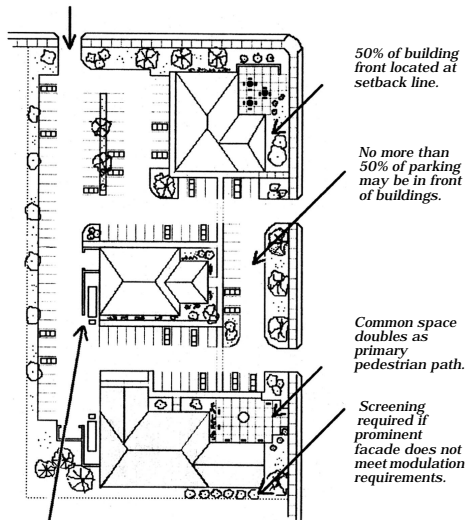 50% of building
front located at
setback line.
No more than
50% of parking
may be in front
of buildings.
Common space
doubles as
primary
pedestrian path.
Screening
required if
prominent
facade does not
meet modulation
requirements.